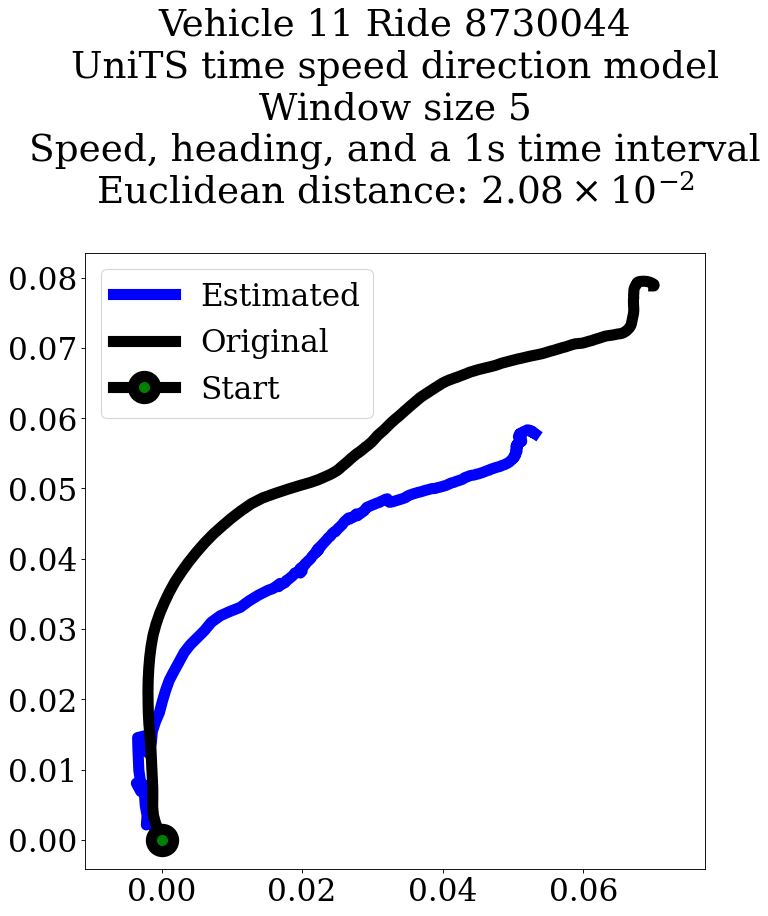 Vehicle 11 Ride 8730044
UniTS time speed direction model
Window size 5
Speed, heading, and a 1s time interval
Euclidean distance: 2.08 × 10⁻²
Estimated
Original
Start
0.08
0.07
0.06
0.05
0.04
0.03
0.02
0.01
0.00
0.00 0.02 0.04 0.06